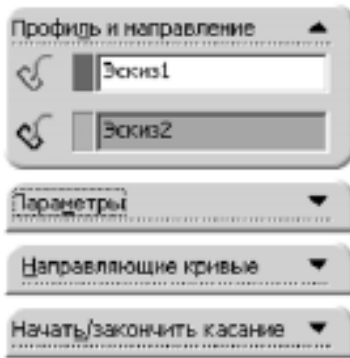 Профиль и направление
Эскиз1
Эскиз2
Параметры
Направляющие кривые
Начать/закончить касание